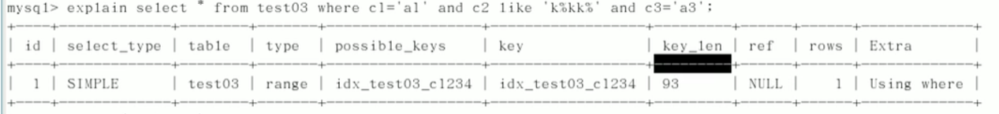 mysql> explain select * from test03 where c1='a1' and c2 like 'k%kk%' and c3='a3';
+----+-------------+--------+-------+-----------------+-----------------+---------+------+------+-------------+
| id | select_type | table | type | possible_keys | key | key_len | ref | rows | Extra |
+----+-------------+--------+-------+-----------------+-----------------+---------+------+------+-------------+
| 1 | SIMPLE | test03 | range | idx_test03_c1234 | idx_test03_c1234 | 93 | NULL | 1 | Using where |
+----+-------------+--------+-------+-----------------+-----------------+---------+------+------+-------------+